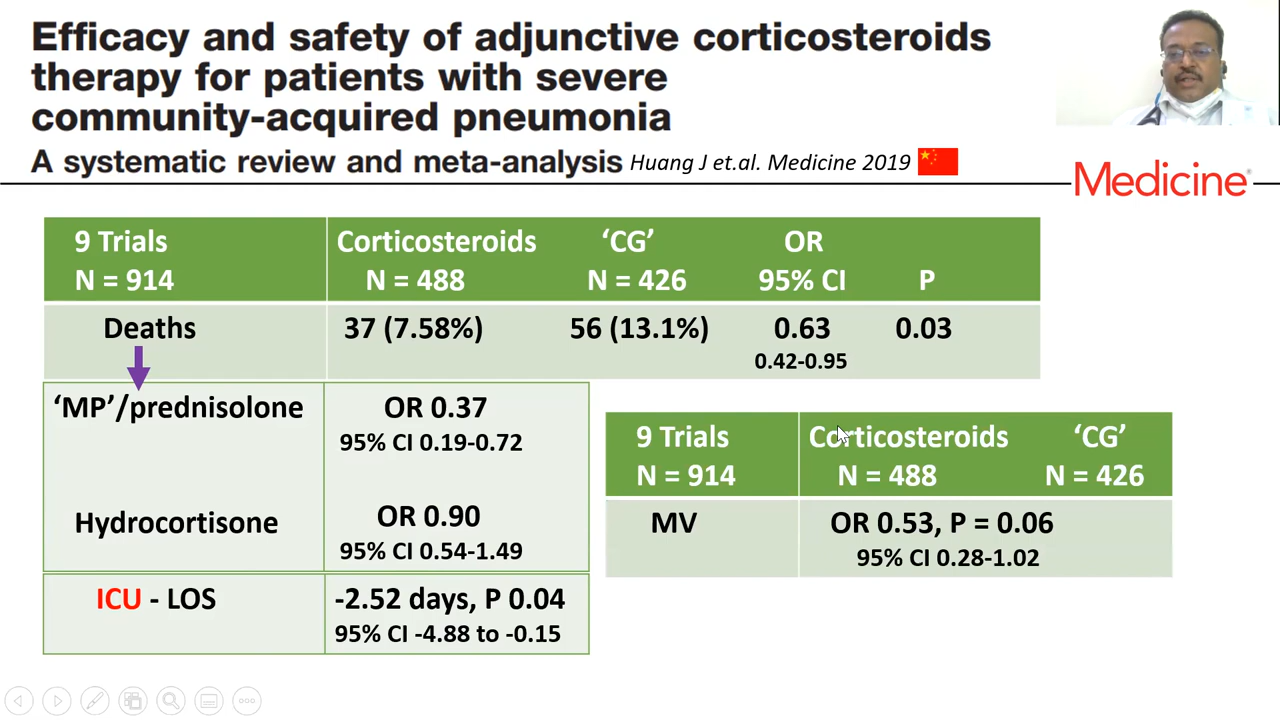 Efficacy and safety of adjunctive corticosteroids
therapy for patients with severe
community-acquired pneumonia
A systematic review and meta-analysis Huang J et.al. Medicine 2019
Medicine®
9 Trials Corticosteroids ‘CG’ OR
N = 914 N = 488 N = 426 95% CI P
Deaths 37 (7.58%) 56 (13.1%) 0.63 0.03
0.42-0.95
‘MP’/prednisolone OR 0.37
95% CI 0.19-0.72
Hydrocortisone OR 0.90
95% CI 0.54-1.49
ICU - LOS -2.52 days, P 0.04
95% CI -4.88 to -0.15
9 Trials Corticosteroids ‘CG’
N = 914 N = 488 N = 426
MV OR 0.53, P = 0.06
95% CI 0.28-1.02